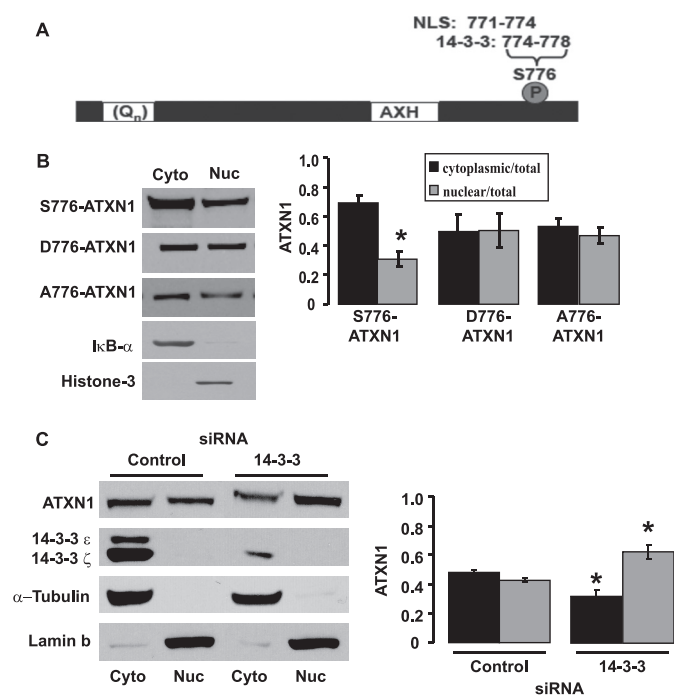 A
NLS: 771-774
14-3-3: 774-778
S776
P
(Qn)
AXH
B
Cyto Nuc
S776-ATXN1
D776-ATXN1
A776-ATXN1
IκB-α
Histone-3
ATXN1
1.0
0.8
0.6
0.4
0.2
0
cytoplasmic/total
nuclear/total
*
S776-ATXN1
D776-ATXN1
A776-ATXN1
C
siRNA
Control 14-3-3
ATXN1
14-3-3 ε
14-3-3 ζ
α-Tubulin
Lamin b
Cyto Nuc Cyto Nuc
ATXN1
1.0
0.8
0.6
0.4
0.2
0
* *
Control 14-3-3
siRNA